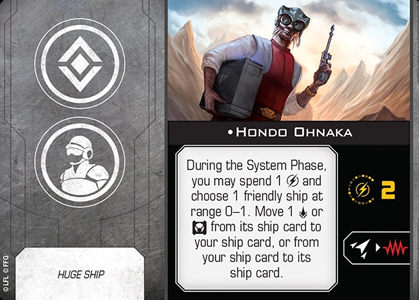 •Hondo Ohnaka
During the System Phase,
you may spend 1 and
choose 1 friendly ship at
range 0–1. Move 1 or
from its ship card to
your ship card, or from
your ship card to its
ship card.
2
HUGE SHIP
©LFL ©FFG